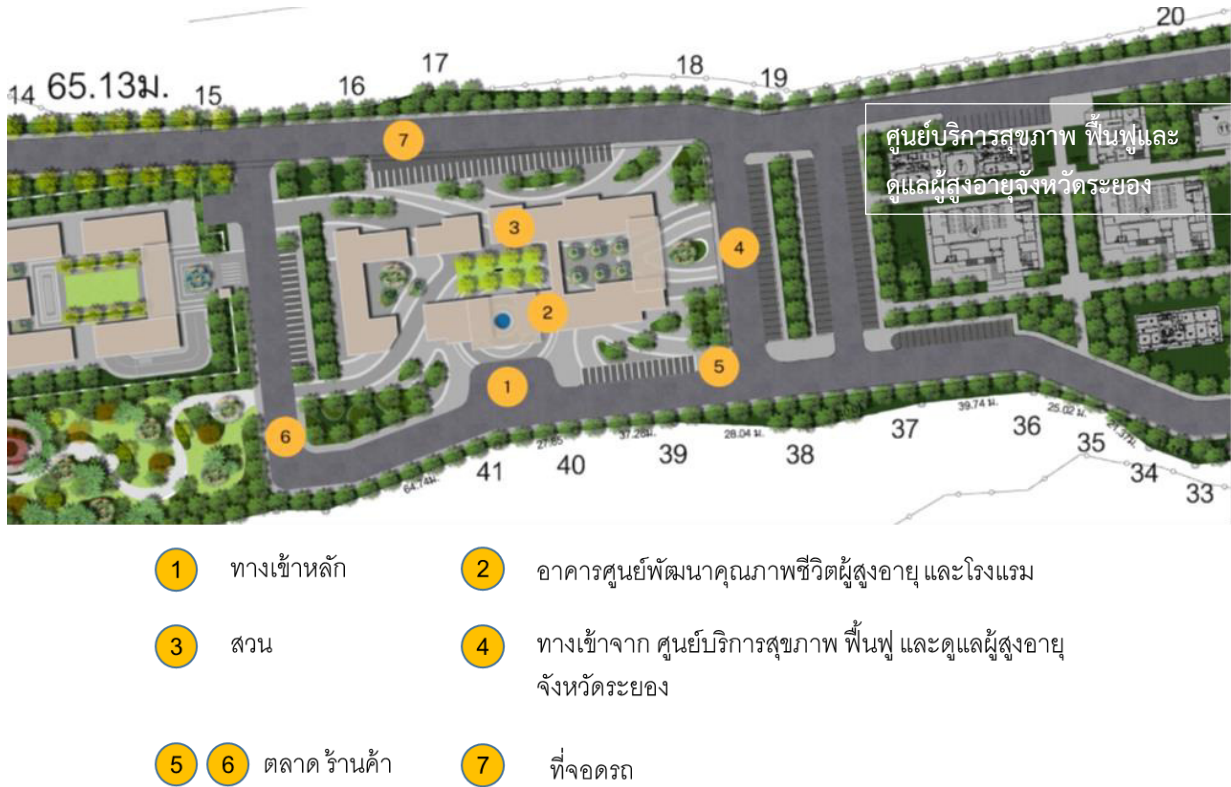 20
17
18
14 65.13ม. 15
16
19
7
ศูนย์บริการสุขภาพ ฟื้นฟูและ
ดูแลผู้สูงอายุจังหวัดระยอง
3
4
2
5
1
6
39.74 ม.
25.02 ม.
37
36
27.85
37.28ม.
28.04 ม.
41
40
39
38
35
34
33
64.74ม.
1 ทางเข้าหลัก
2 อาคารศูนย์พัฒนาคุณภาพชีวิตผู้สูงอายุ และโรงแรม
3 สวน
4 ทางเข้าจาก ศูนย์บริการสุขภาพ ฟื้นฟู และดูแลผู้สูงอายุ
จังหวัดระยอง
5 6 ตลาด ร้านค้า
7 ที่จอดรถ